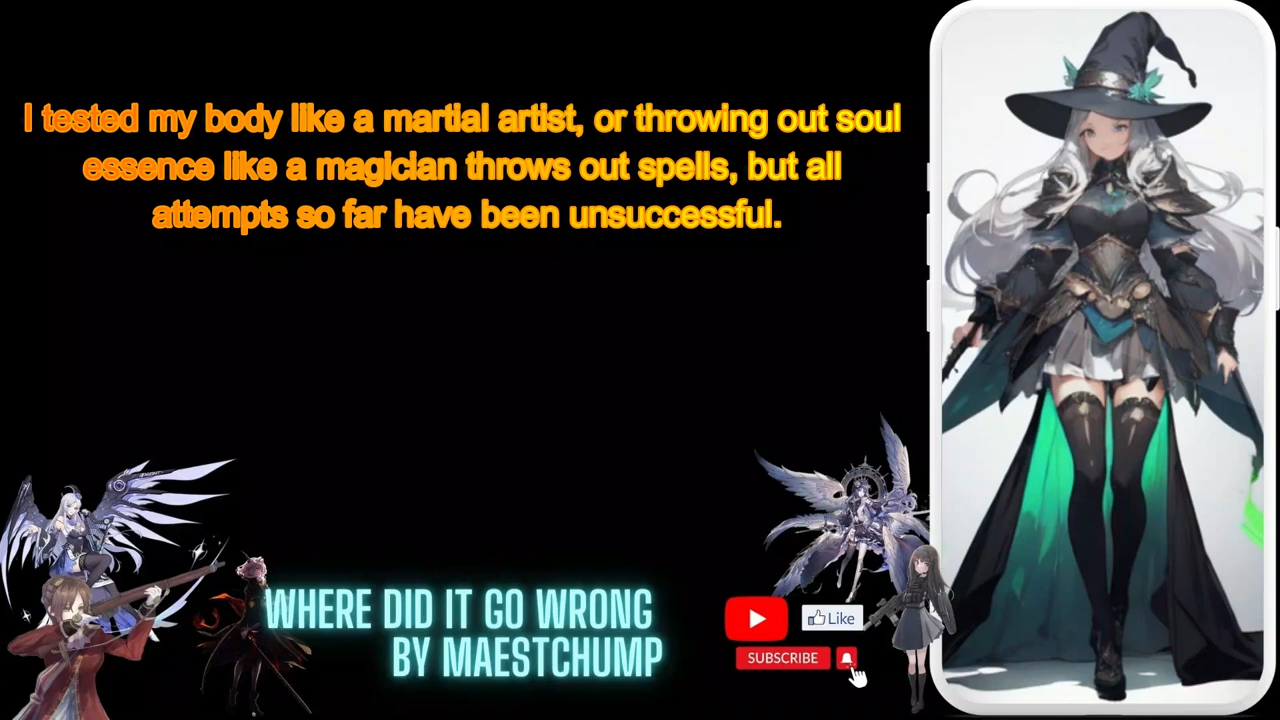 I tested my body like a martial artist, or throwing out soul
essence like a magician throws out spells, but all
attempts so far have been unsuccessful.
WHERE DID IT GO WRONG
BY MAESTCHUMP
Like
SUBSCRIBE